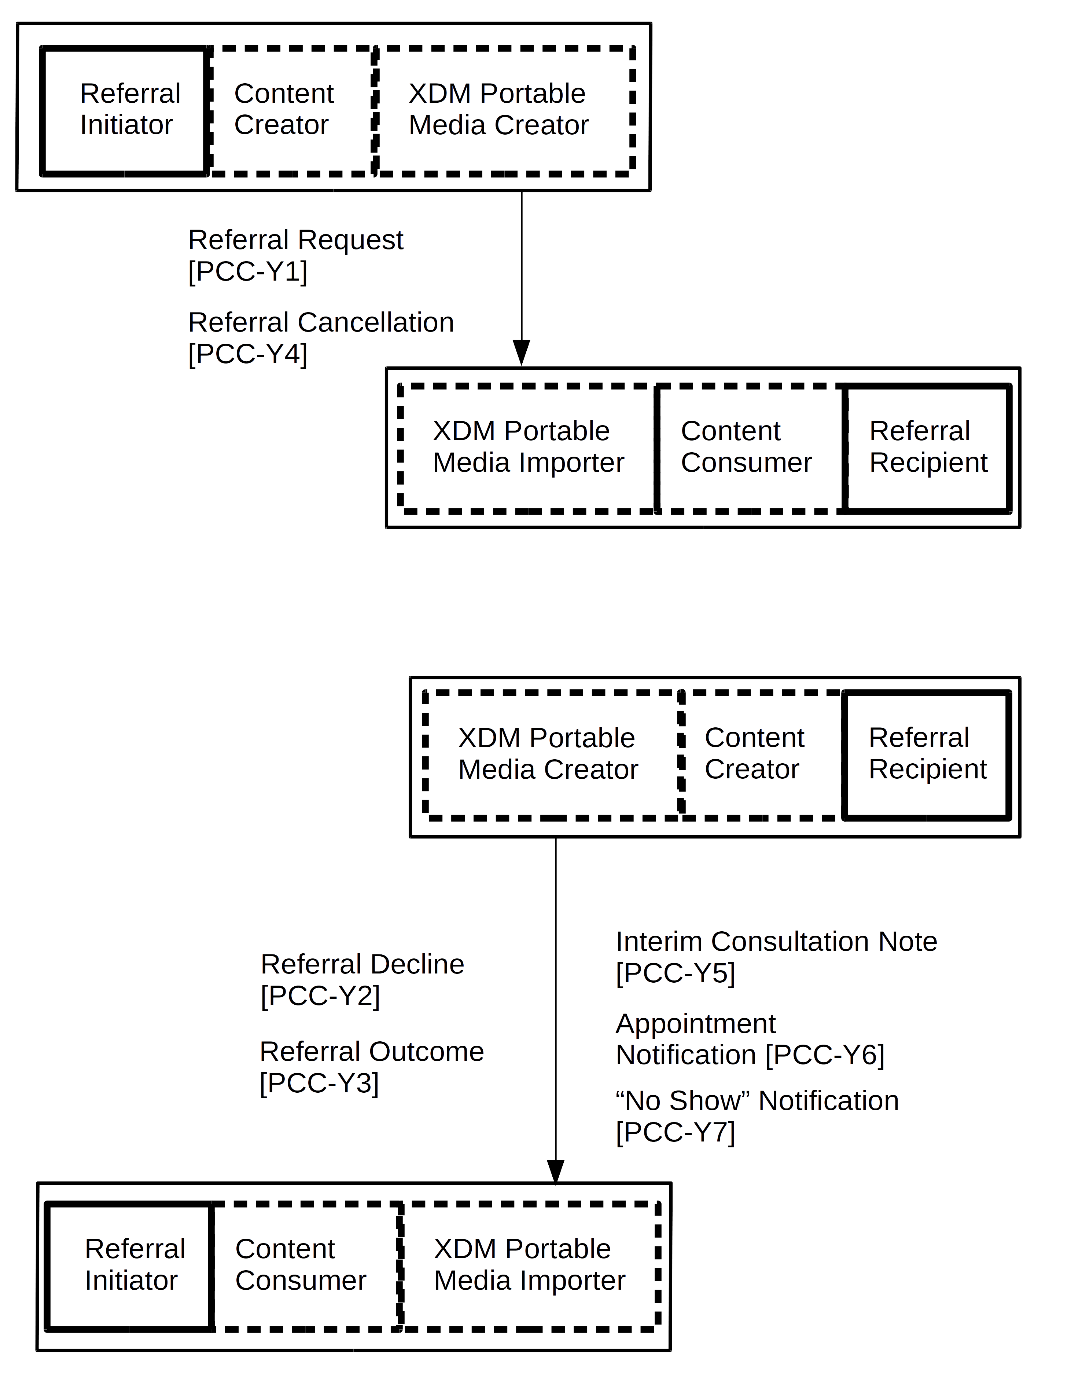 Referral
Initiator
Content
Creator
XDM Portable
Media Creator
Referral Request
[PCC-Y1]
Referral Cancellation
[PCC-Y4]
XDM Portable
Media Importer
Content
Consumer
Referral
Recipient
XDM Portable
Media Creator
Content
Creator
Referral
Recipient
Referral Decline
[PCC-Y2]
Referral Outcome
[PCC-Y3]
Interim Consultation Note
[PCC-Y5]
Appointment
Notification [PCC-Y6]
“No Show” Notification
[PCC-Y7]
Referral
Initiator
Content
Consumer
XDM Portable
Media Importer